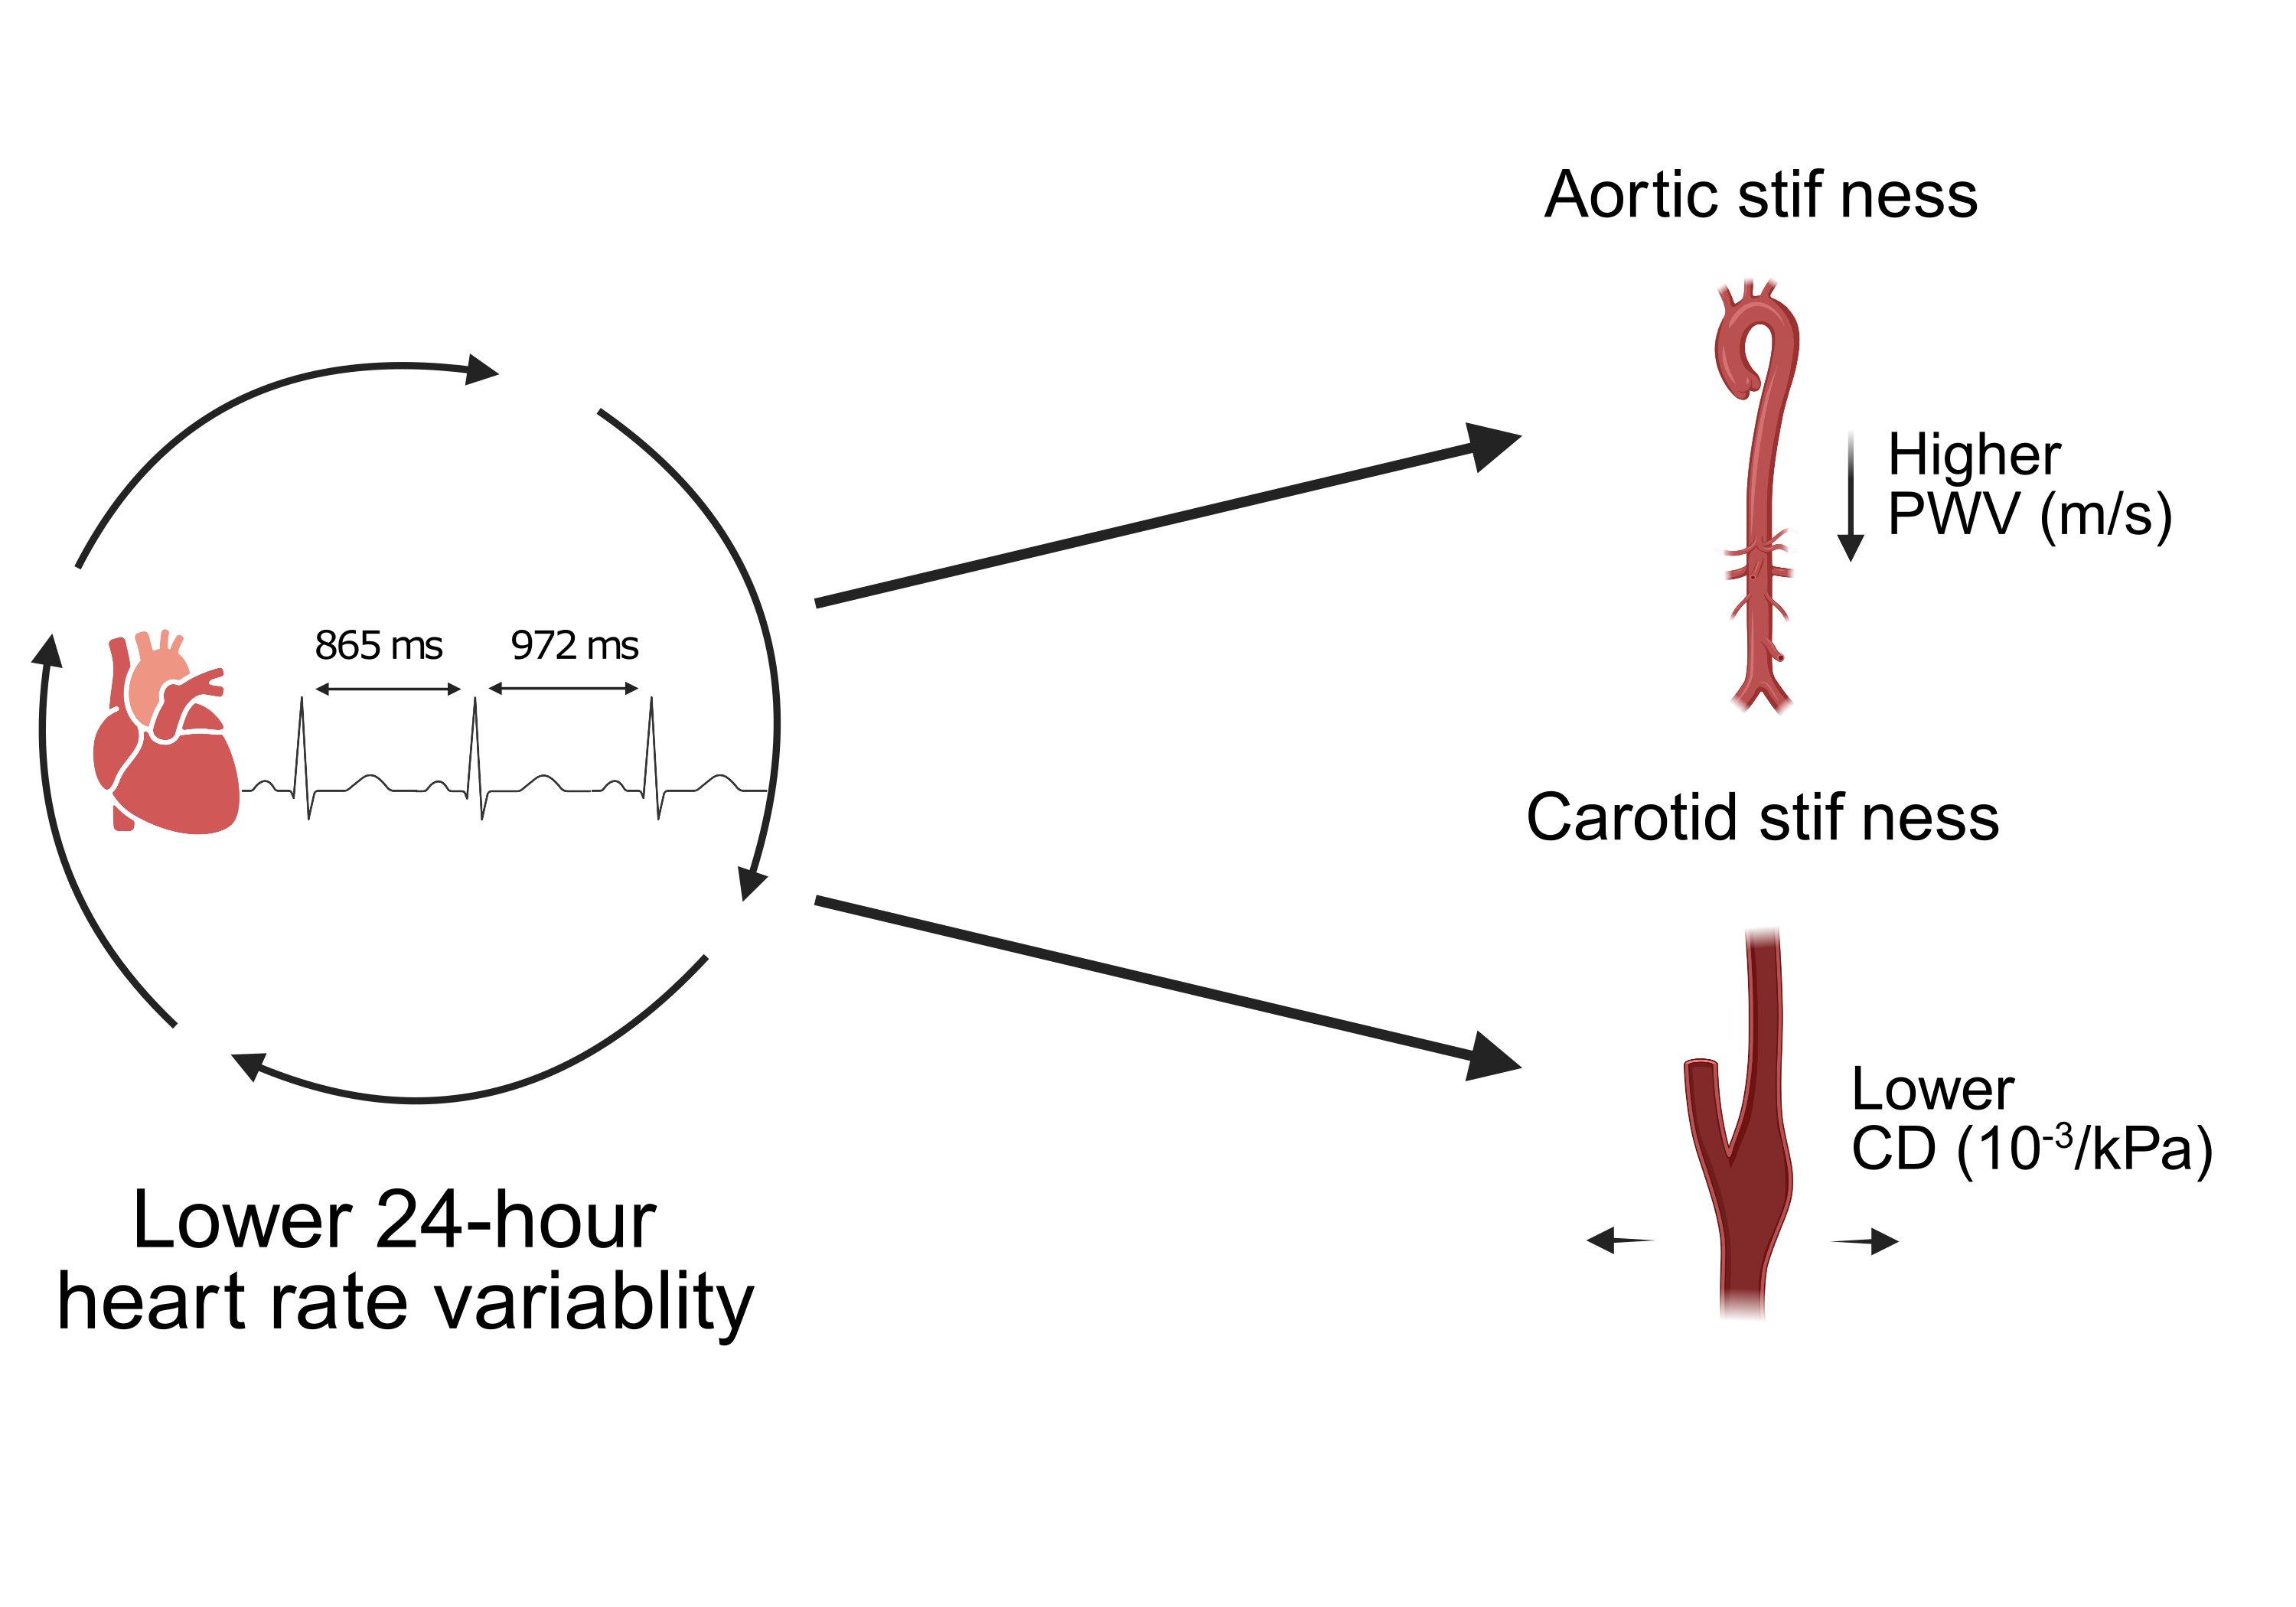 Aortic stif ness
Higher
PWV (m/s)
865 ms
972 ms
Carotid stif ness
Lower
CD (10⁻³/kPa)
Lower 24-hour
heart rate variablity